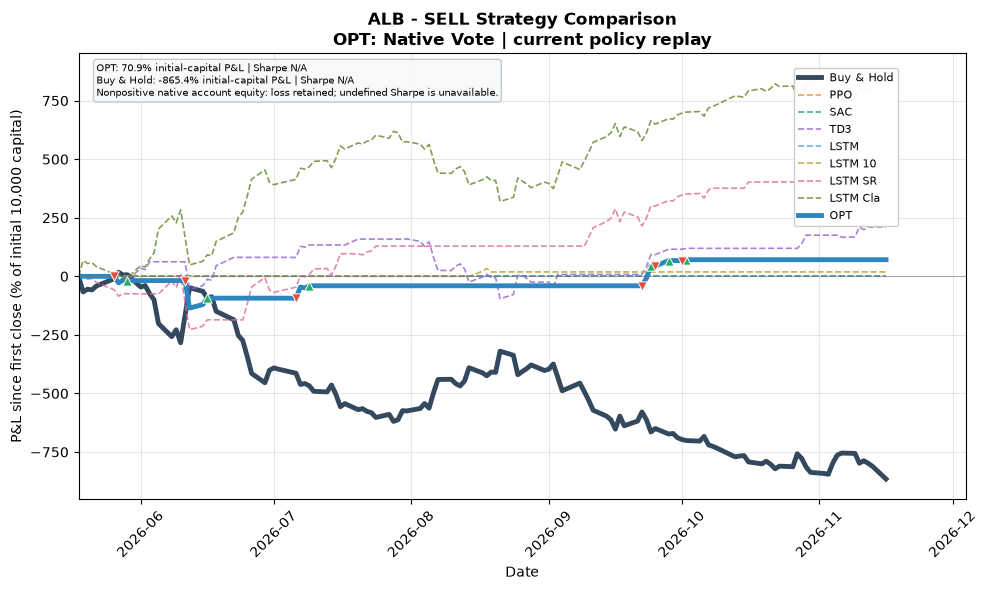 ALB - SELL Strategy Comparison
OPT: Native Vote | current policy replay
OPT: 70.9% initial-capital P&L | Sharpe N/A
Buy & Hold: -865.4% initial-capital P&L | Sharpe N/A
Nonpositive native account equity: loss retained; undefined Sharpe is unavailable.
Buy & Hold
PPO
SAC
TD3
LSTM
LSTM 10
LSTM SR
LSTM Cla
OPT
P&L since first close (% of initial 10,000 capital)
750
500
250
0
−250
−500
−750
2026-06
2026-07
2026-08
2026-09
2026-10
2026-11
2026-12
Date